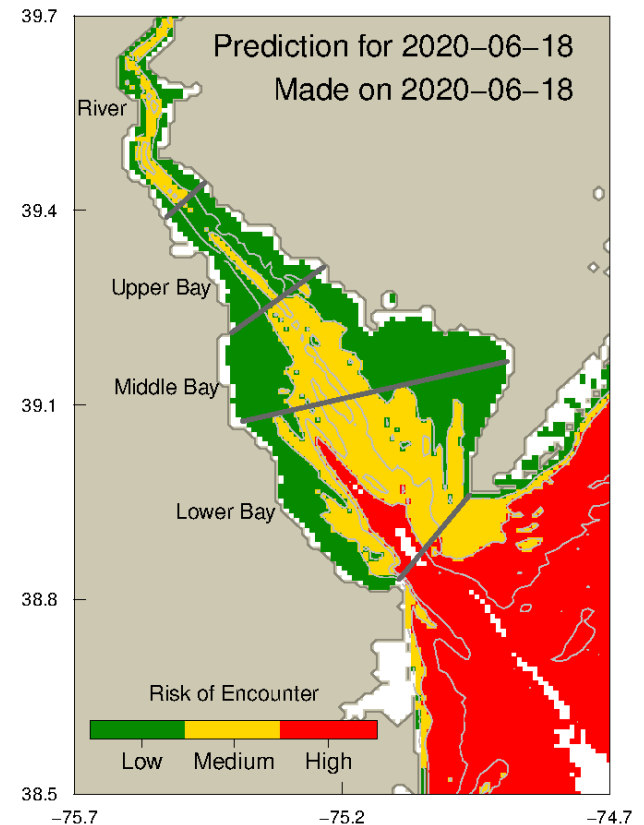 39.7
Prediction for 2020−06−18
Made on 2020−06−18
River
39.4
Upper Bay
Middle Bay
39.1
Lower Bay
38.8
Risk of Encounter
Low Medium High
38.5
−75.7 −75.2 −74.7